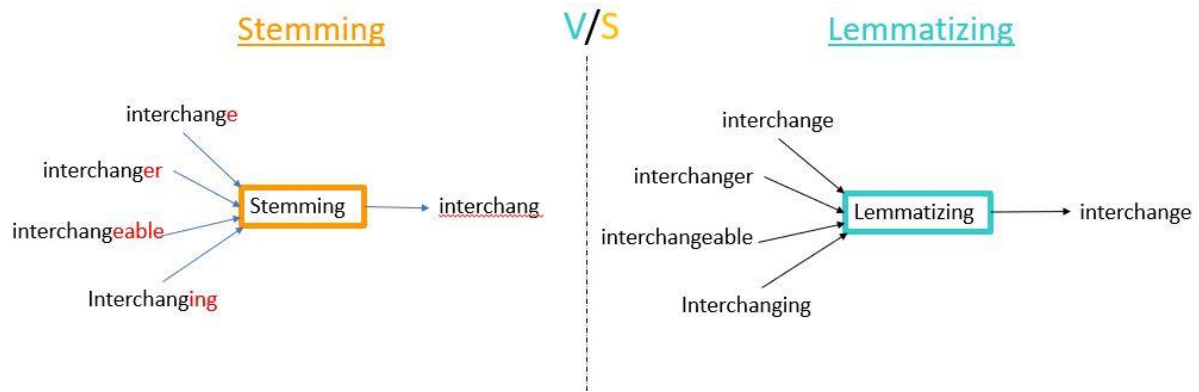 Stemming V/S Lemmatizing
interchange
interchanger
interchangeable
Interchanging
Stemming
interchang
interchange
interchanger
interchangeable
Interchanging
Lemmatizing
interchange